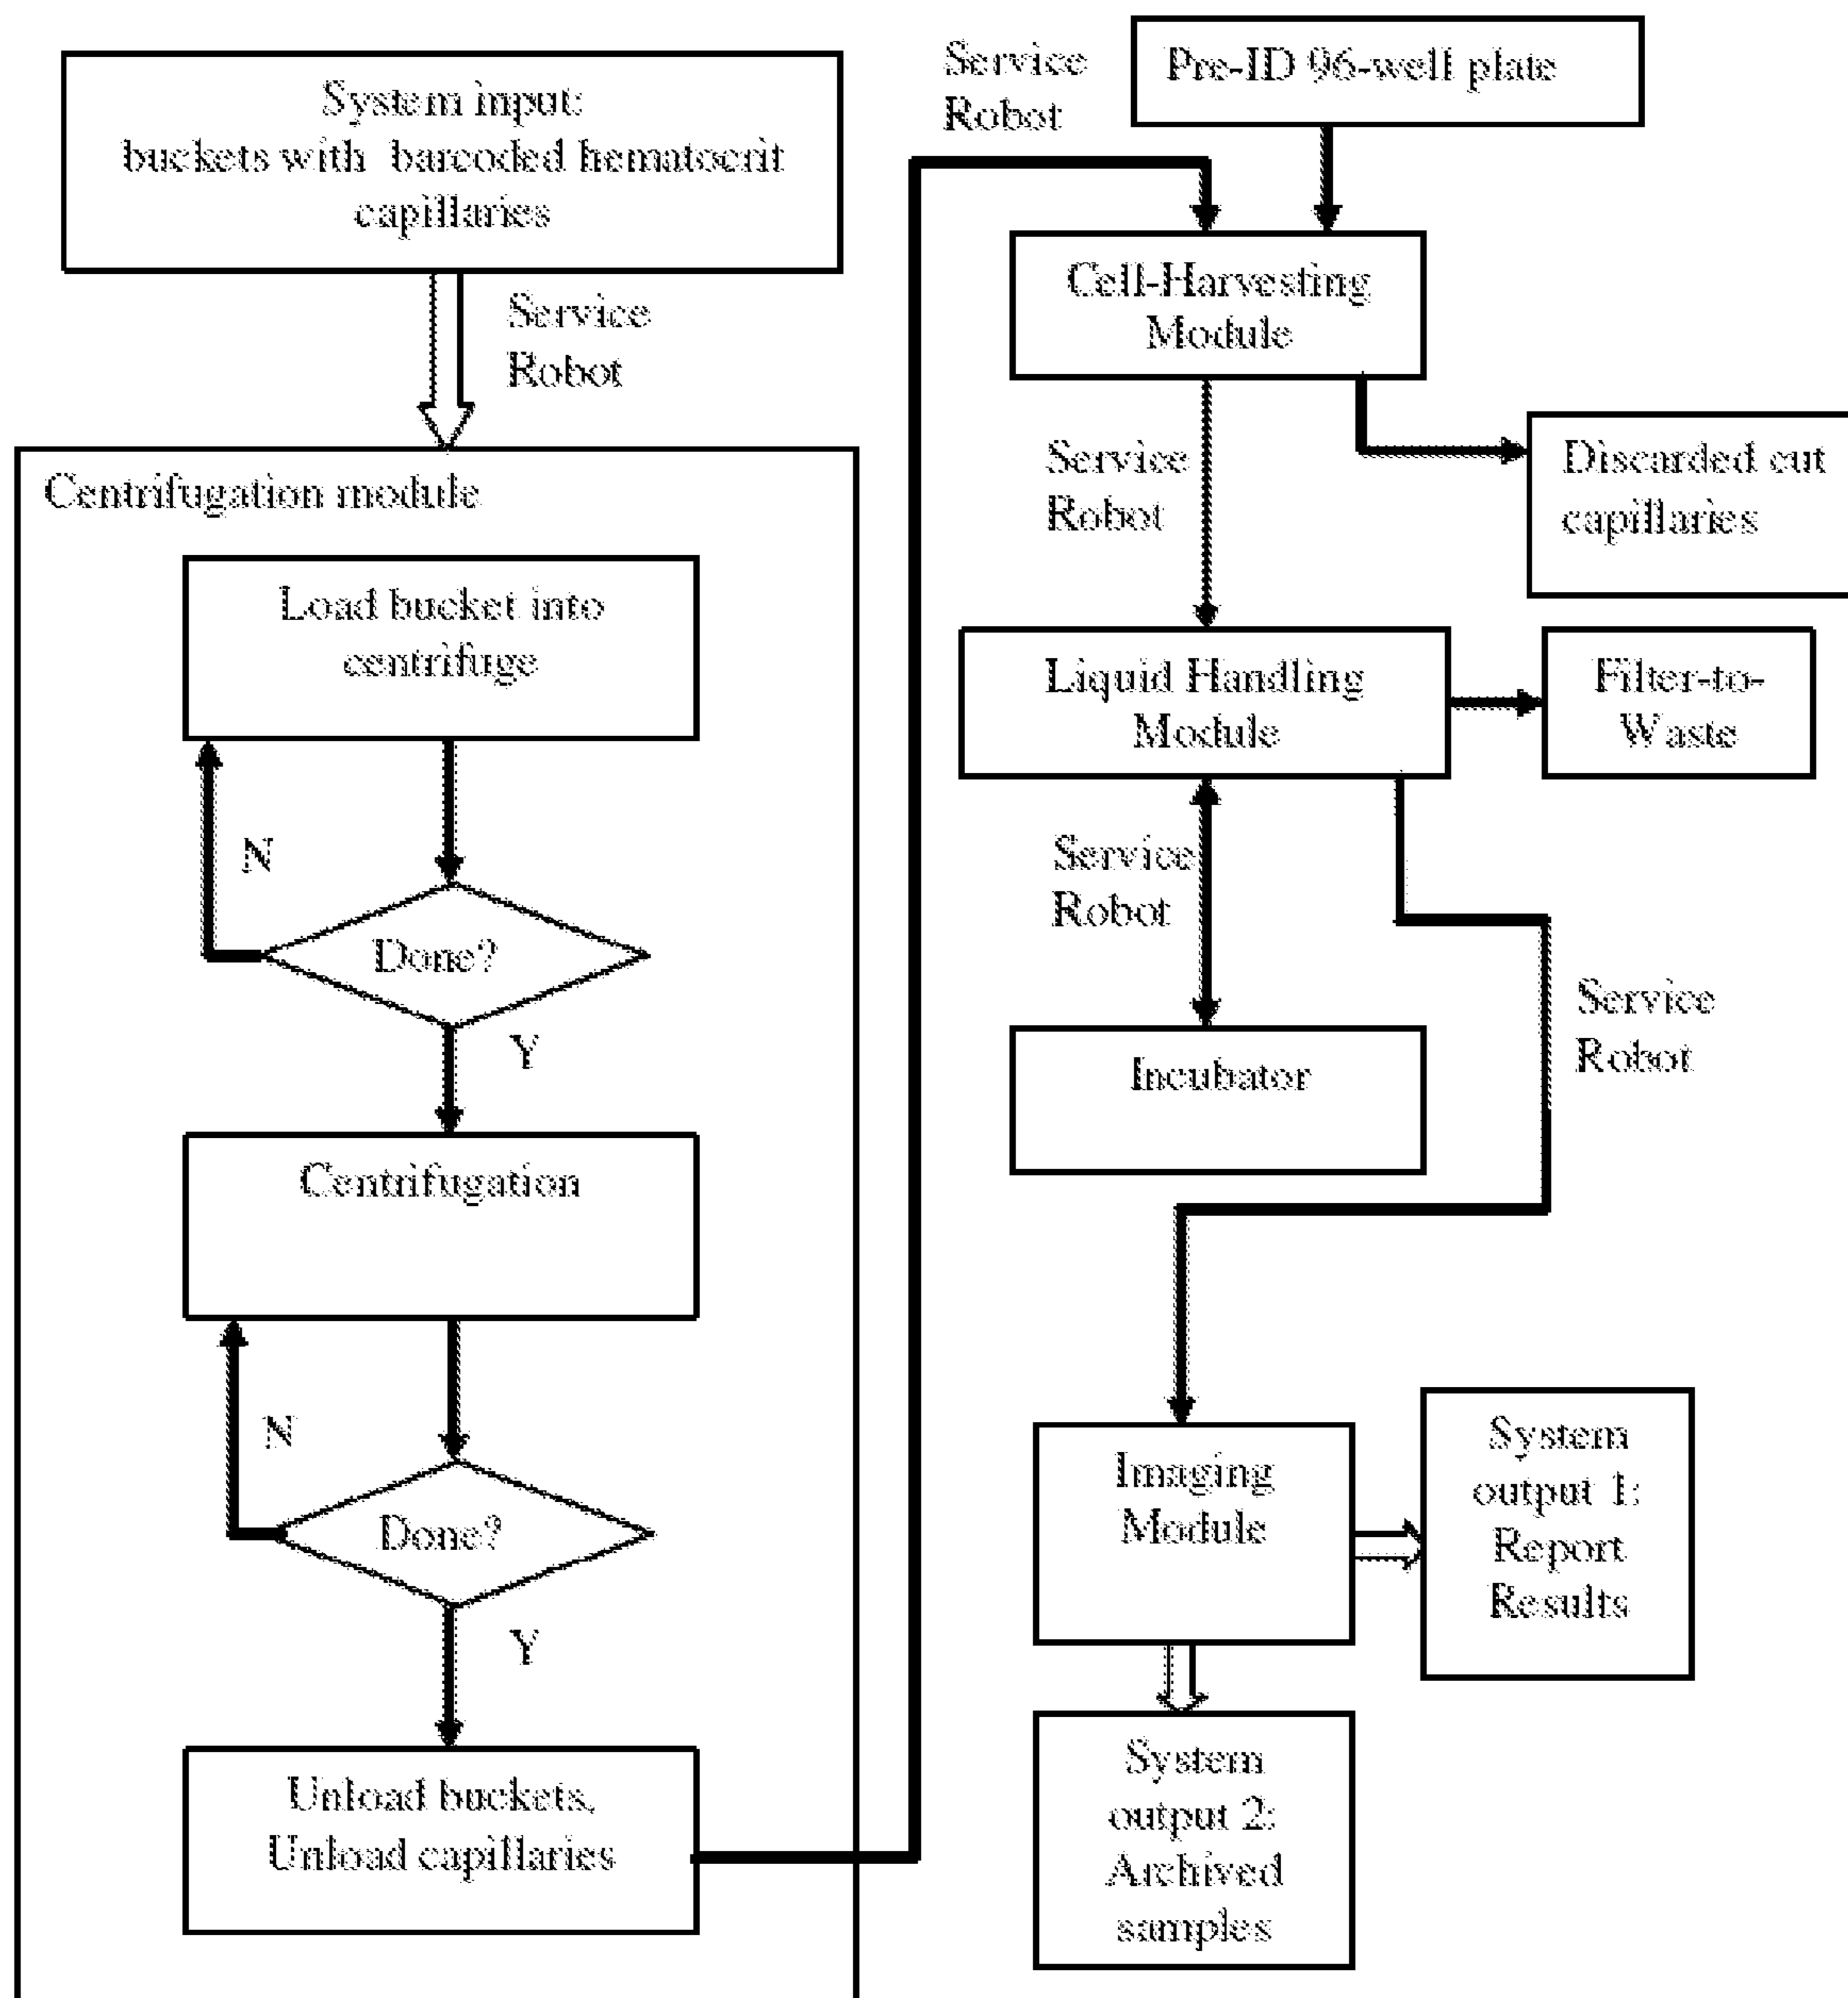 System input:
buckets with barcoded hematocrit
capillaries
Service
Robot
Centrifugation module
Load bucket into
centrifuge
N
Done?
Y
Centrifugation
N
Done?
Y
Unload buckets,
Unload capillaries
Service
Robot
Pre-ID 96-well plate
Cell-Harvesting
Module
Service
Robot
Discarded cut
capillaries
Liquid Handling
Module
Filter-to-
Waste
Service
Robot
Incubator
Service
Robot
Imaging
Module
System
output 1:
Report
Results
System
output 2:
Archived
samples